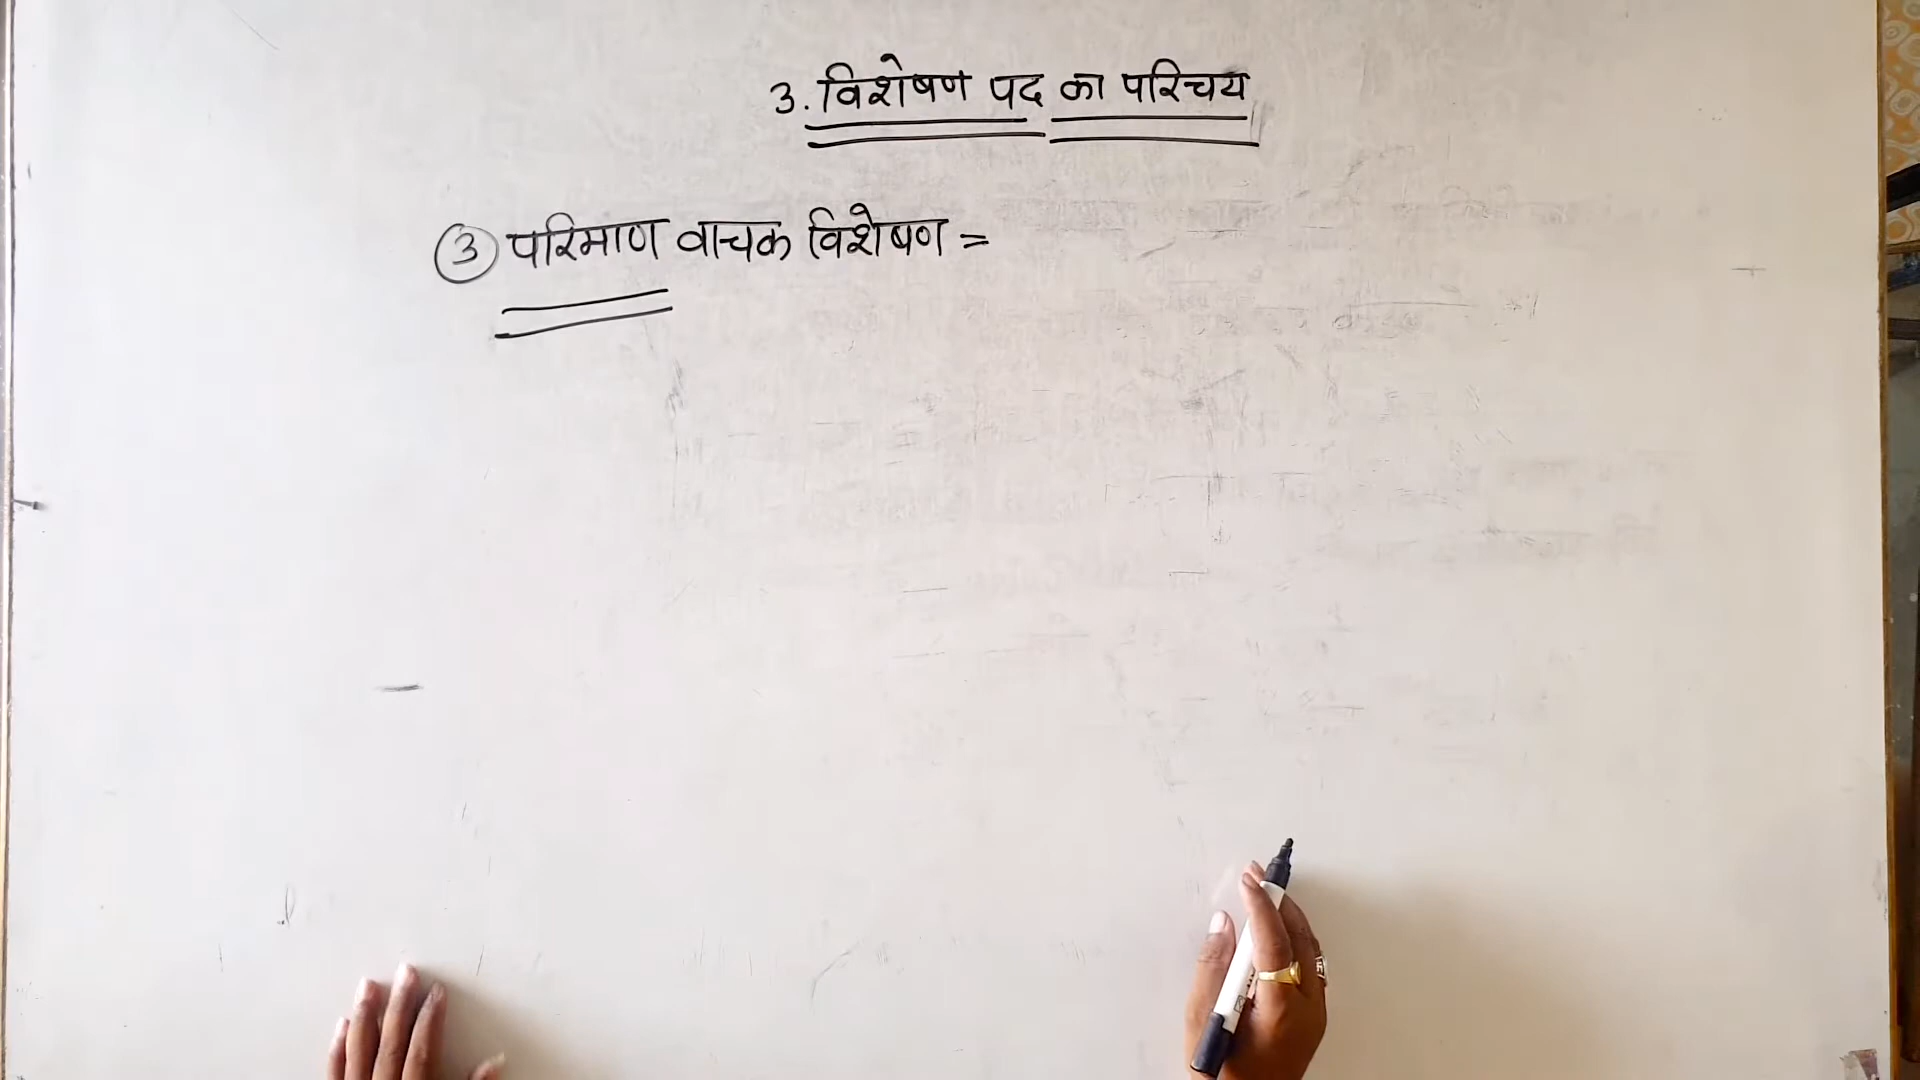 3. विशेषण पद का परिचय
3 परिमाण वाचक विशेषण =